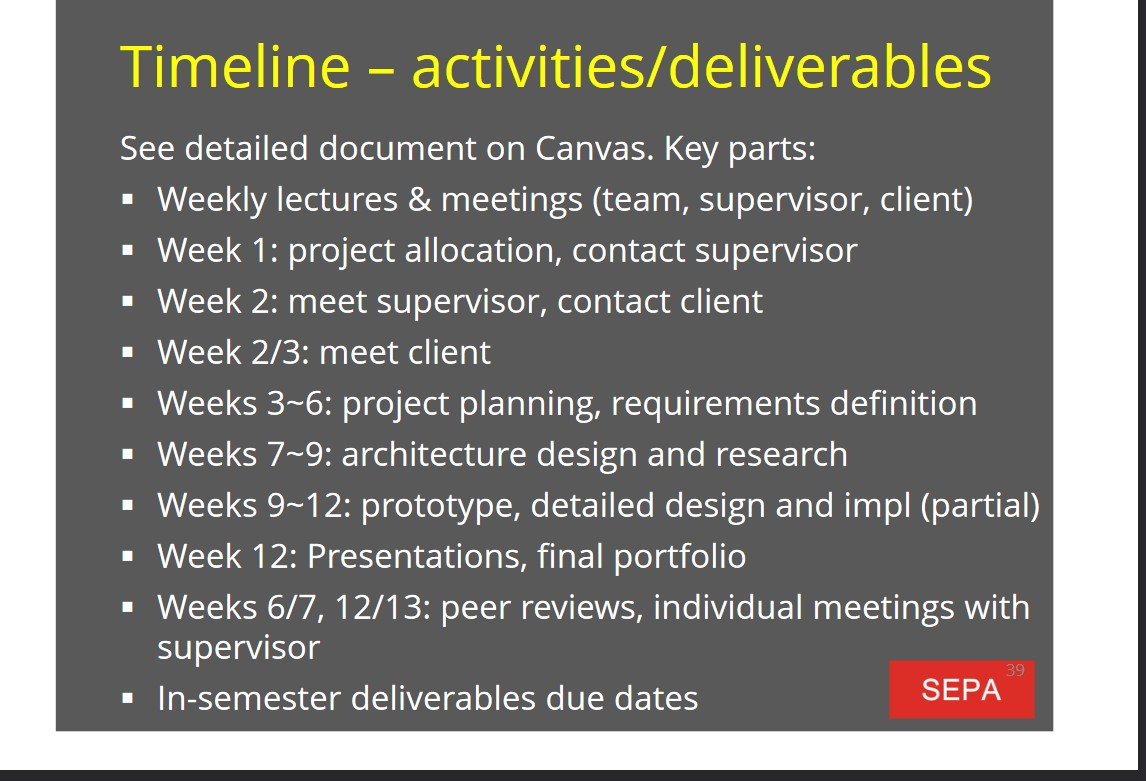 Timeline – activities/deliverables
See detailed document on Canvas. Key parts:
▪ Weekly lectures & meetings (team, supervisor, client)
▪ Week 1: project allocation, contact supervisor
▪ Week 2: meet supervisor, contact client
▪ Week 2/3: meet client
▪ Weeks 3~6: project planning, requirements definition
▪ Weeks 7~9: architecture design and research
▪ Weeks 9~12: prototype, detailed design and impl (partial)
▪ Week 12: Presentations, final portfolio
▪ Weeks 6/7, 12/13: peer reviews, individual meetings with
supervisor
▪ In-semester deliverables due dates
39
SEPA